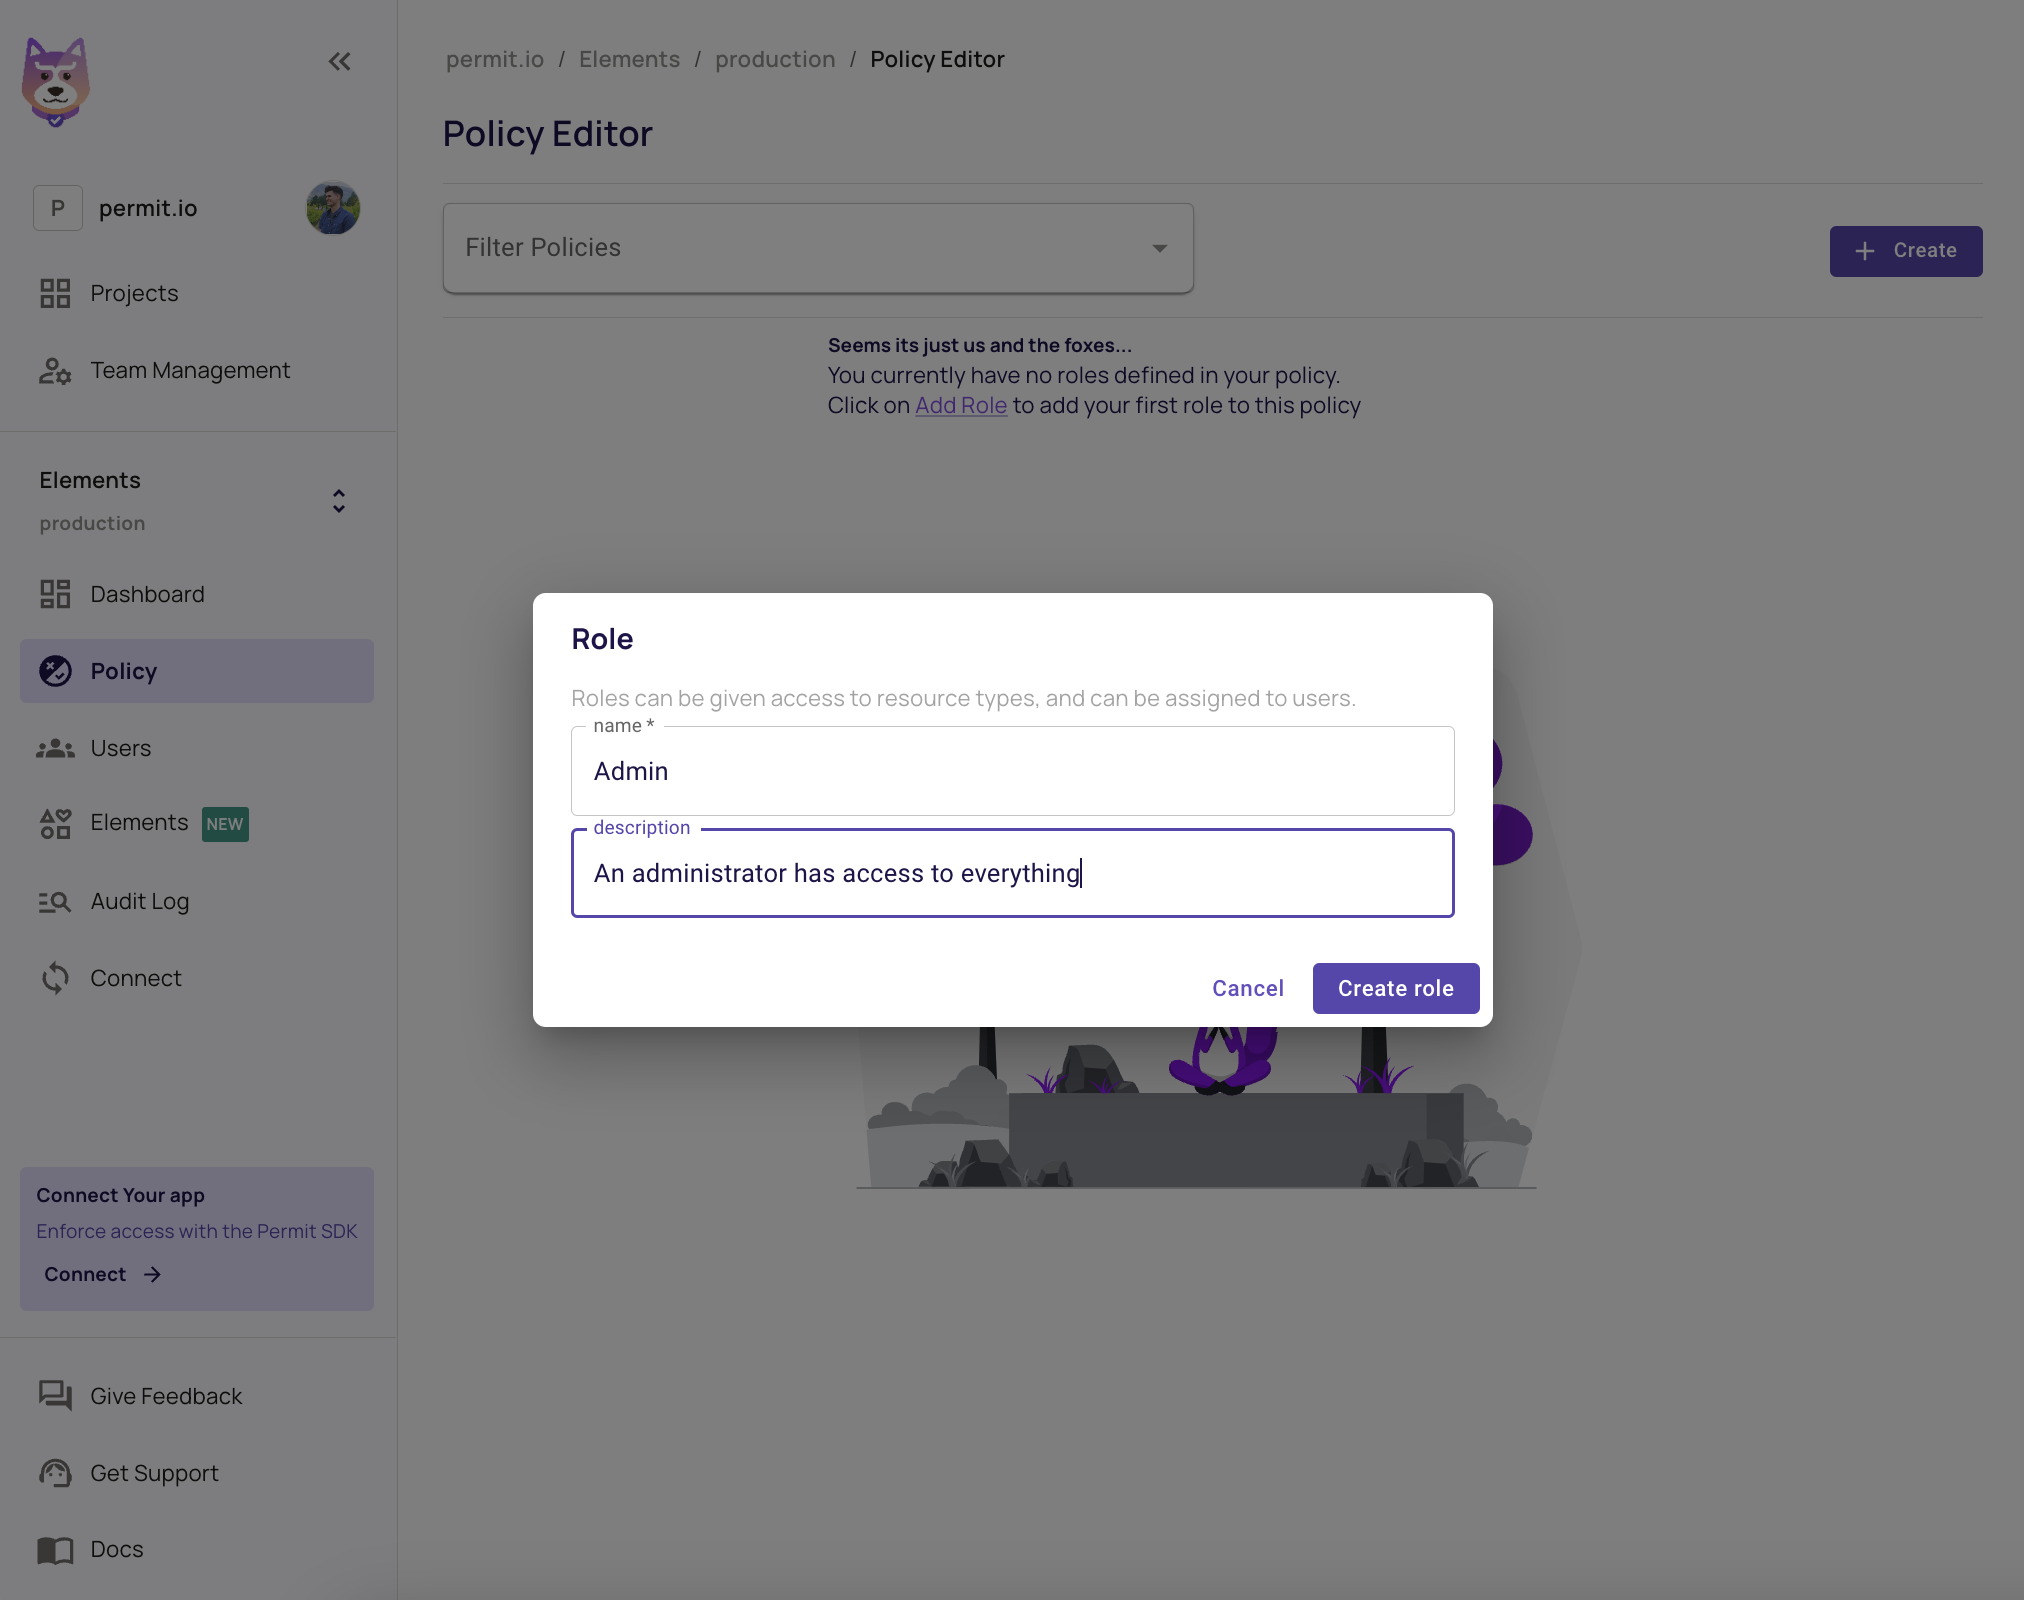 permit.io / Elements / production / Policy Editor
Policy Editor
P permit.io
Projects
Team Management
Elements
production
Dashboard
Policy
Users
Elements NEW
Audit Log
Connect
Connect Your app
Enforce access with the Permit SDK
Connect
Give Feedback
Get Support
Docs
Filter Policies
Create
Seems its just us and the foxes...
You currently have no roles defined in your policy.
Click on Add Role to add your first role to this policy
Role
Roles can be given access to resource types, and can be assigned to users.
name *
Admin
description
An administrator has access to everything
Cancel
Create role